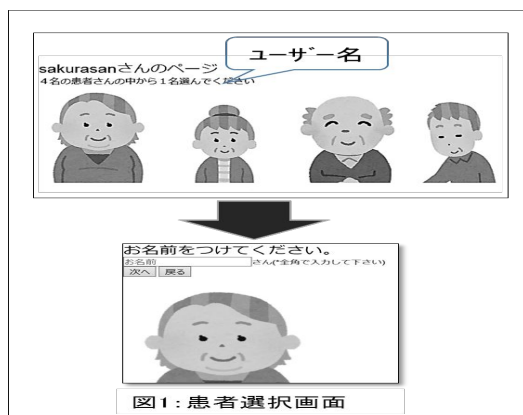 ユーザー名
sakurasanさんのページ
4名の患者さんの中から1名選んでください
お名前をつけてください。
お名前 さん(*全角で入力して下さい)
次へ 戻る
図1:患者選択画面